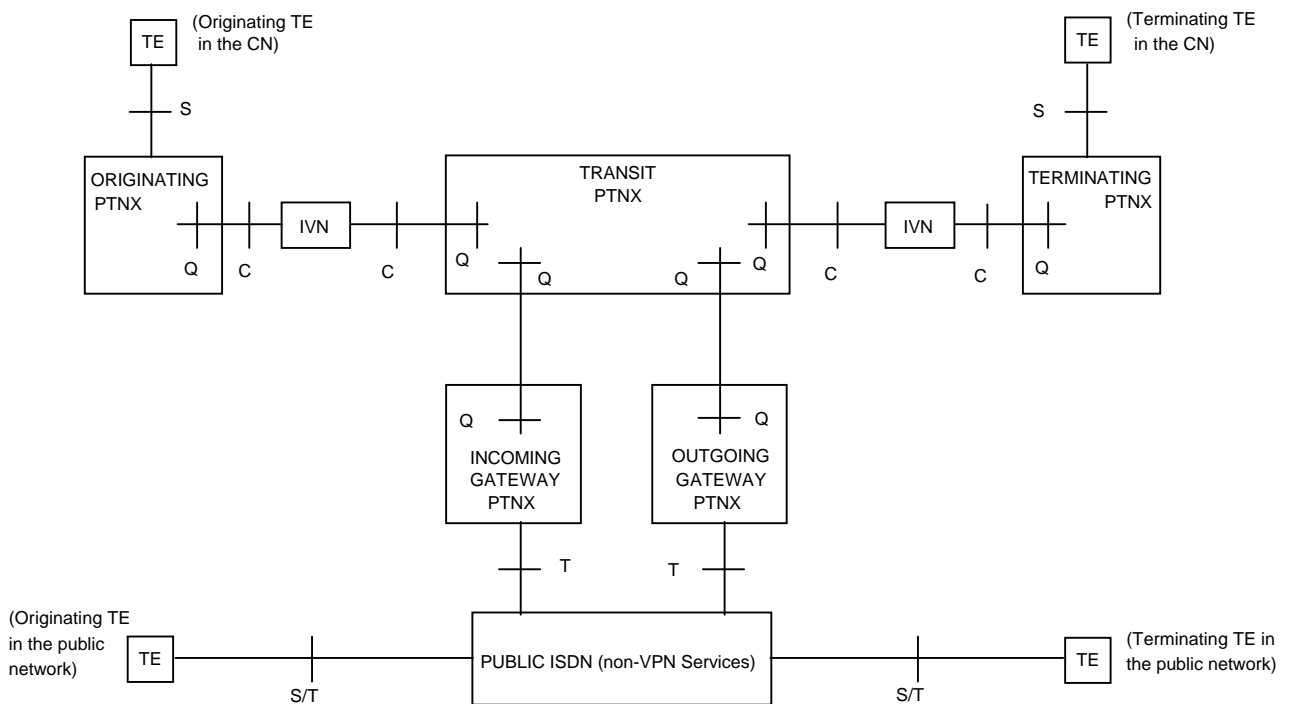 TE
(Originating TE
in the CN)
S
TE
(Terminating TE
in the CN)
S
ORIGINATING
PTNX
Q
C
IVN
C
TRANSIT
PTNX
Q
Q
Q
Q
C
IVN
C
TERMINATING
PTNX
Q
Q
INCOMING
GATEWAY
PTNX
T
Q
OUTGOING
GATEWAY
PTNX
T
(Originating TE
in the public
network)
TE
S/T
PUBLIC ISDN (non-VPN Services)
S/T
TE
(Terminating TE in
the public network)